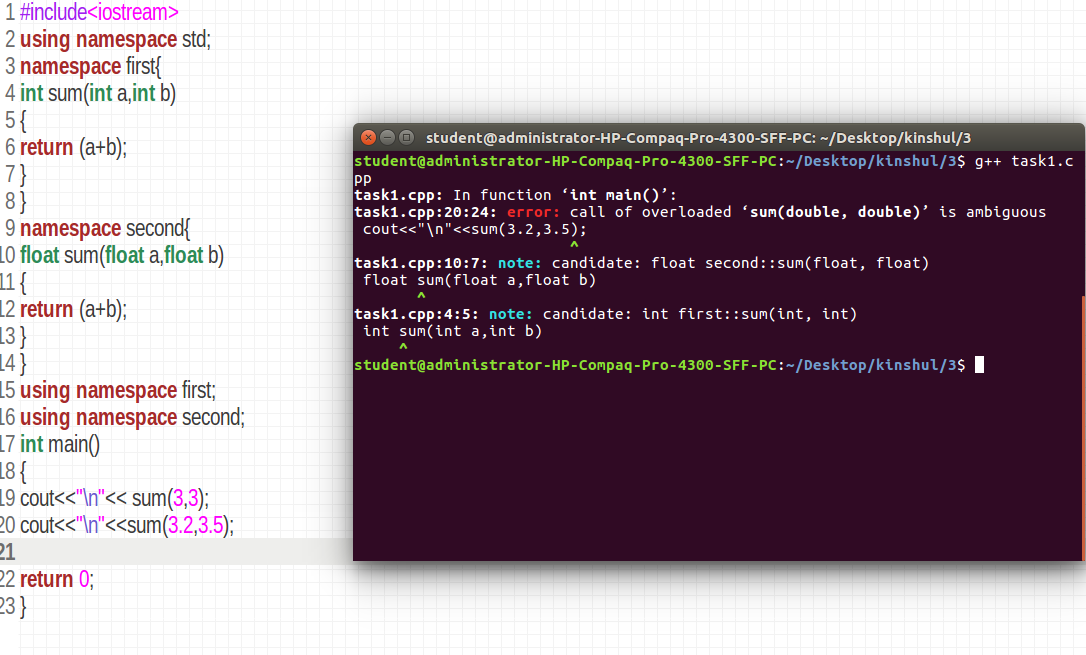 1 #include<iostream>
2 using namespace std;
3 namespace first{
4 int sum(int a,int b)
5 {
6 return (a+b);
7 }
8 }
9 namespace second{
10 float sum(float a,float b)
11 {
12 return (a+b);
13 }
14 }
15 using namespace first;
16 using namespace second;
17 int main()
18 {
19 cout<<"\n"<< sum(3,3);
20 cout<<"\n"<<sum(3.2,3.5);
21
22 return 0;
23 }
student@administrator-HP-Compaq-Pro-4300-SFF-PC: ~/Desktop/kinshul/3
student@administrator-HP-Compaq-Pro-4300-SFF-PC:~/Desktop/kinshul/3$ g++ task1.c
pp
task1.cpp: In function ‘int main()’:
task1.cpp:20:24: error: call of overloaded ‘sum(double, double)’ is ambiguous
cout<<"\n"<<sum(3.2,3.5);
^
task1.cpp:10:7: note: candidate: float second::sum(float, float)
float sum(float a,float b)
^
task1.cpp:4:5: note: candidate: int first::sum(int, int)
int sum(int a,int b)
^
student@administrator-HP-Compaq-Pro-4300-SFF-PC:~/Desktop/kinshul/3$